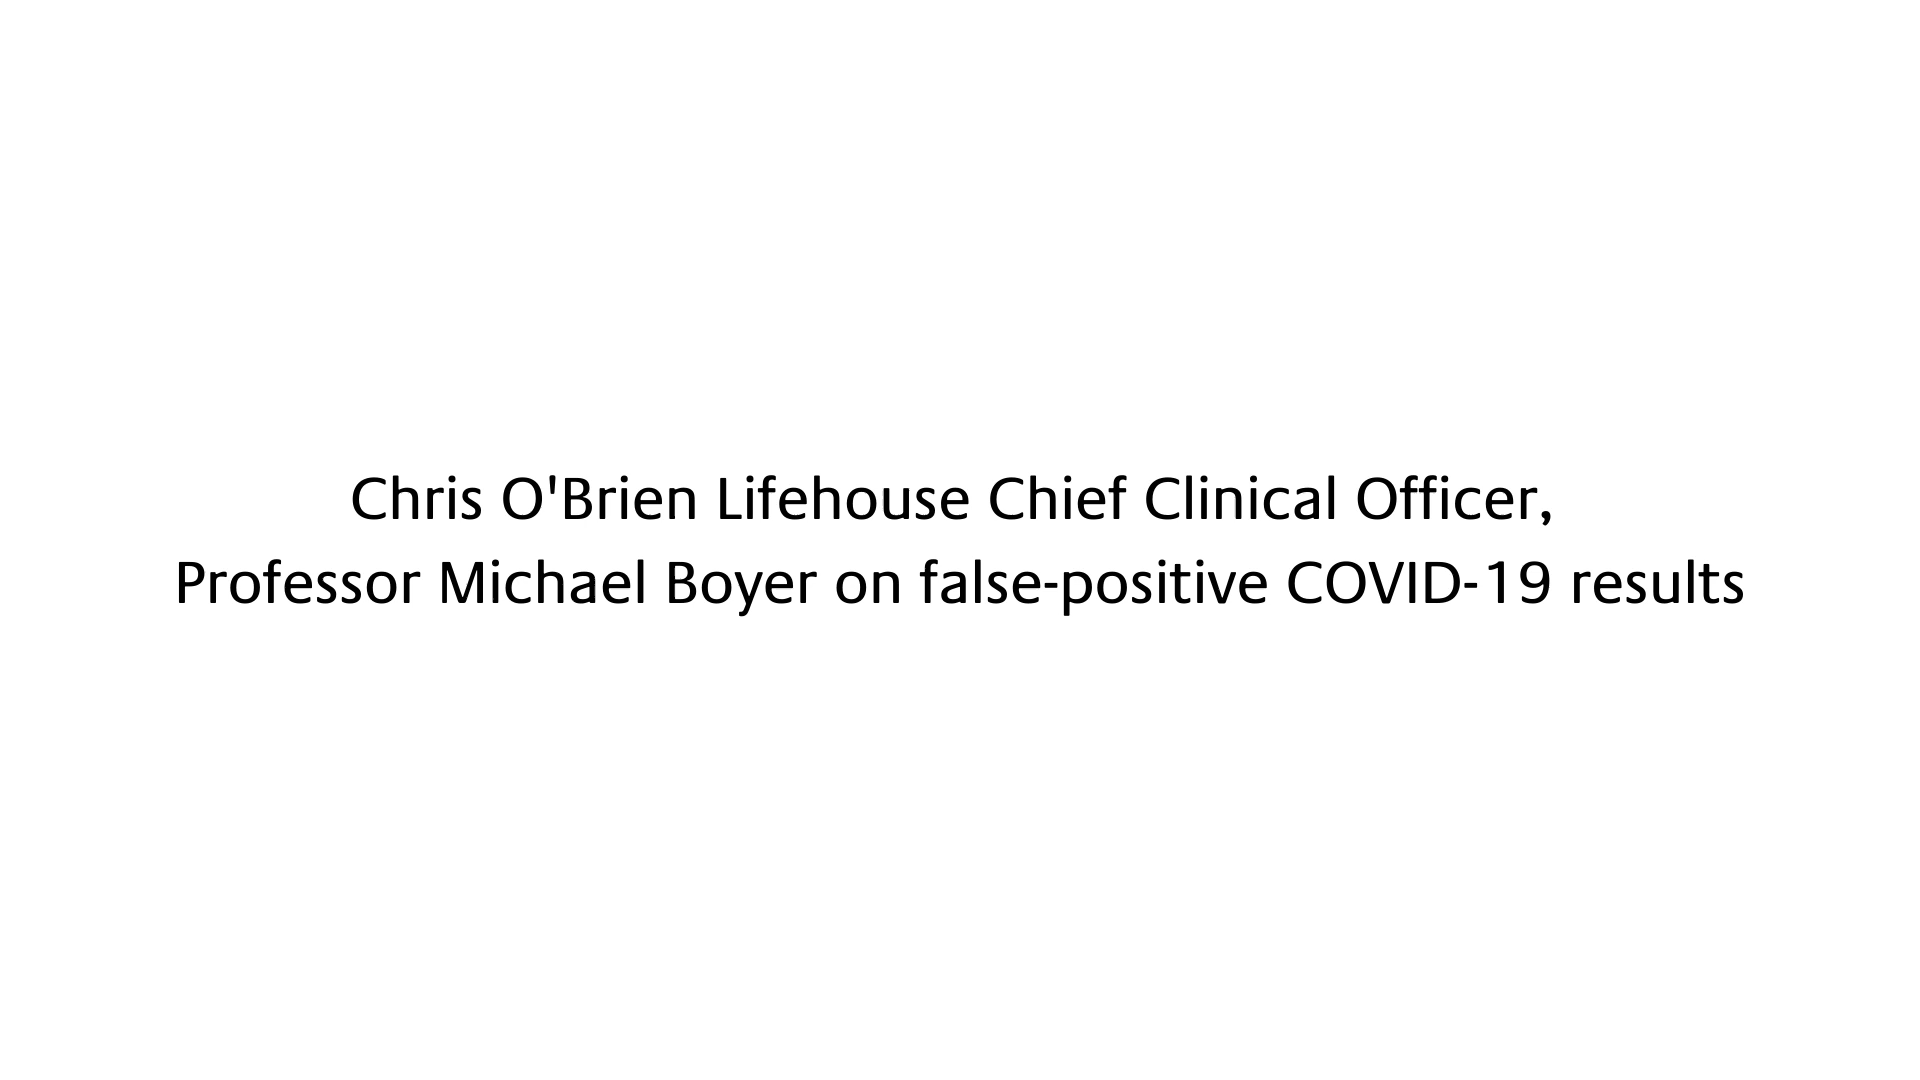 Chris O'Brien Lifehouse Chief Clinical Officer,
Professor Michael Boyer on false-positive COVID-19 results